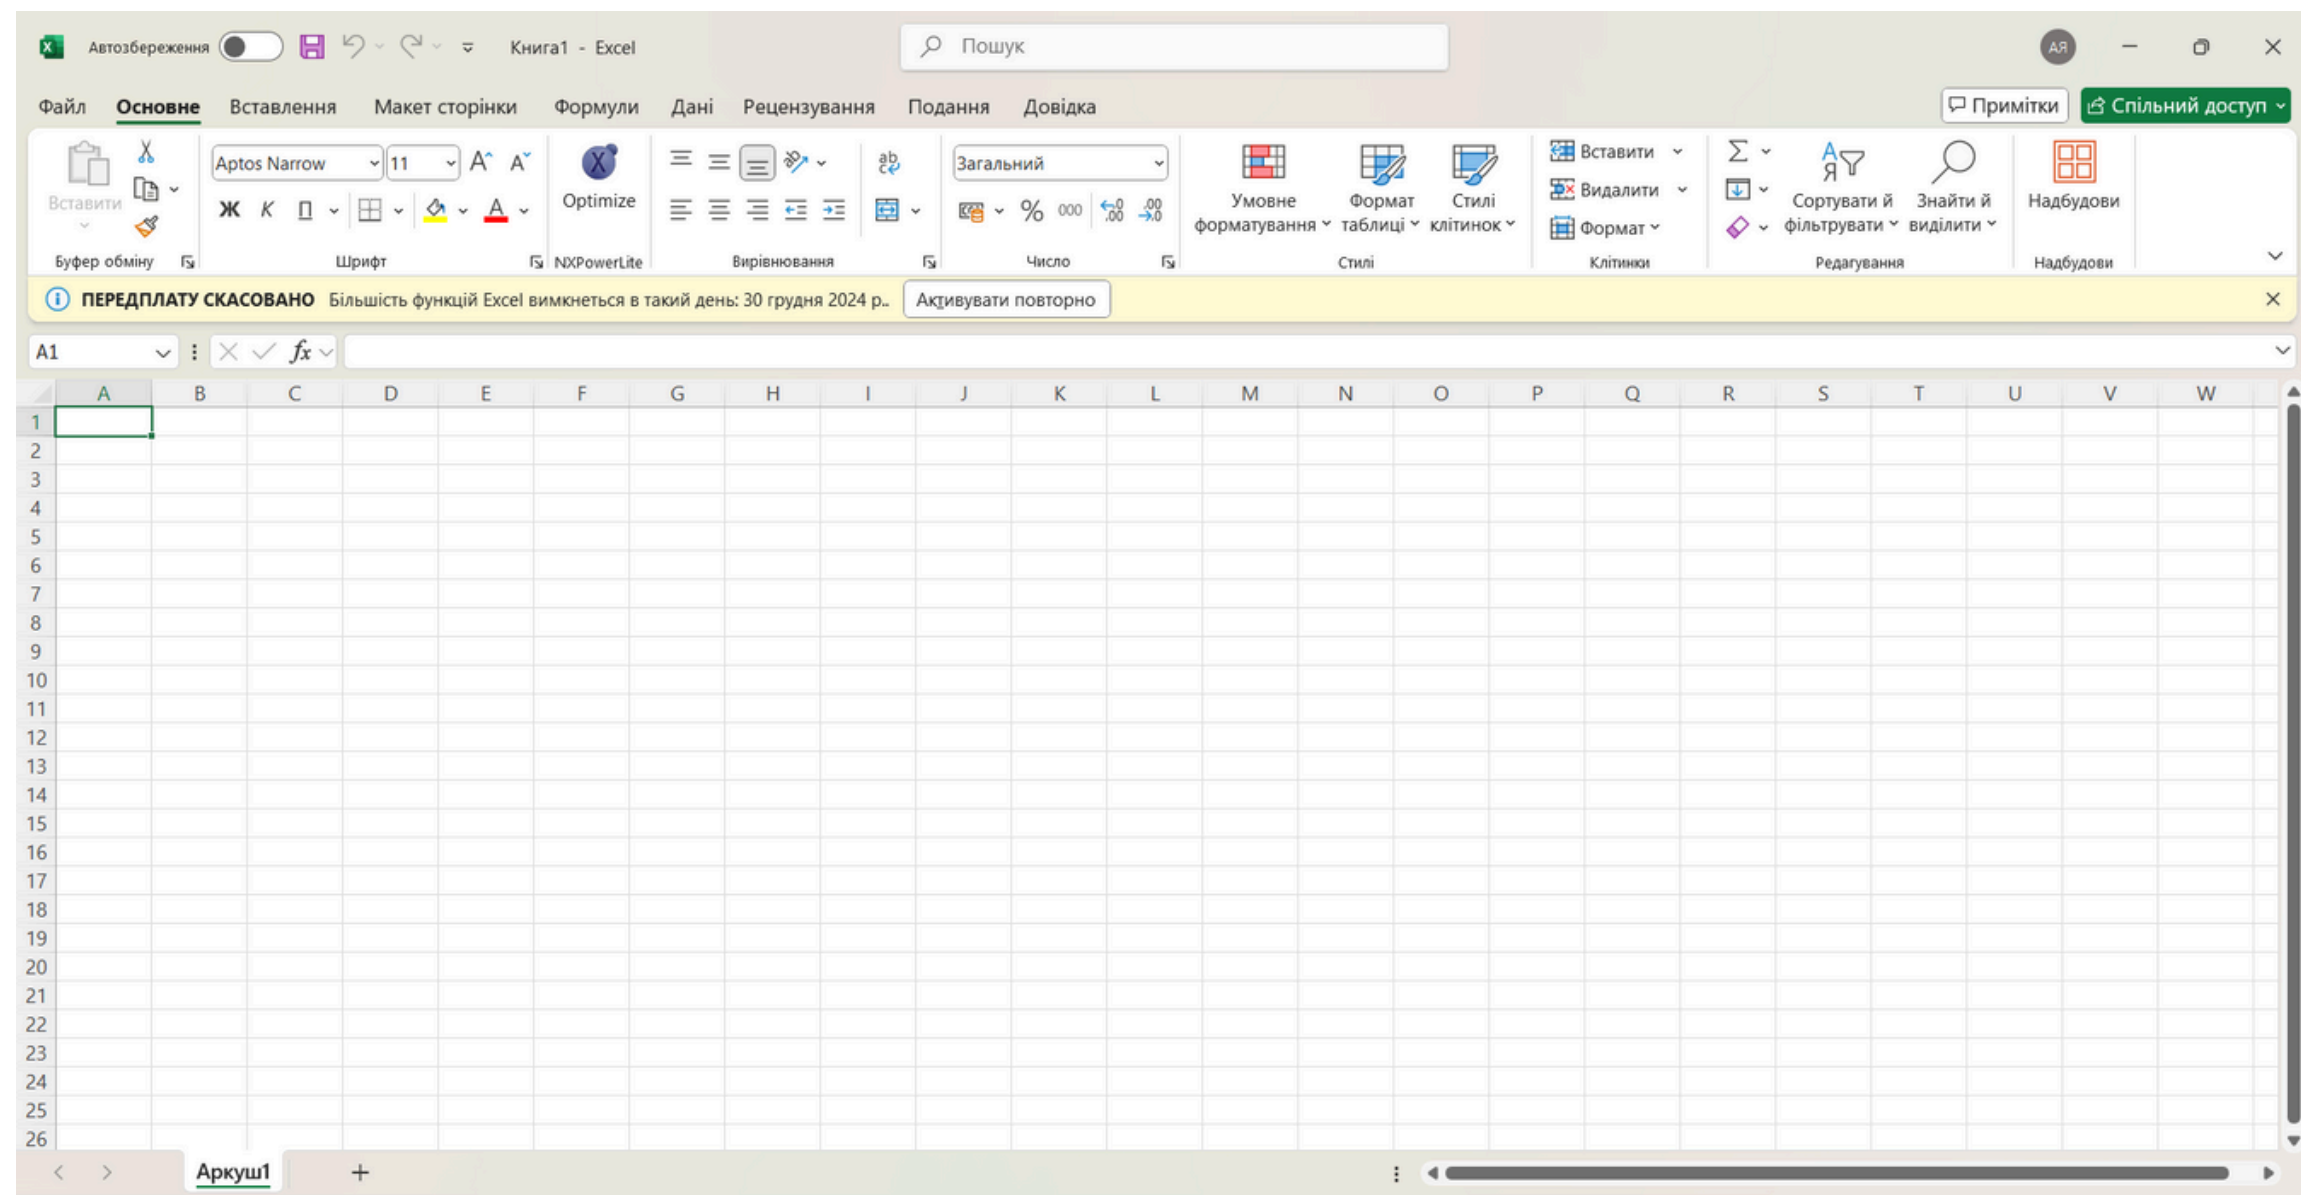 Автозбереження Книга1 - Excel Пошук АЯ
Файл Основне Вставлення Макет сторінки Формули Дані Рецензування Подання Довідка Примітки Спільний доступ
Вставити
Буфер обміну
Aptos Narrow 11
Ж К П А
Шрифт
Optimize
NXPowerLite
Вирівнювання
Загальний
% 000
Число
Умовне форматування
Формат таблиці
Стилі клітинок
Стилі
Вставити
Видалити
Формат
Клітинки
Сортувати й фільтрувати
Знайти й виділити
Редагування
Надбудови
Надбудови
ПЕРЕДПЛАТУ СКАСОВАНО Більшість функцій Excel вимкнеться в такий день: 30 грудня 2024 р.. Активувати повторно
A1 fx
A B C D E F G H I J K L M N O P Q R S T U V W
1
2
3
4
5
6
7
8
9
10
11
12
13
14
15
16
17
18
19
20
21
22
23
24
25
26
Аркуш1